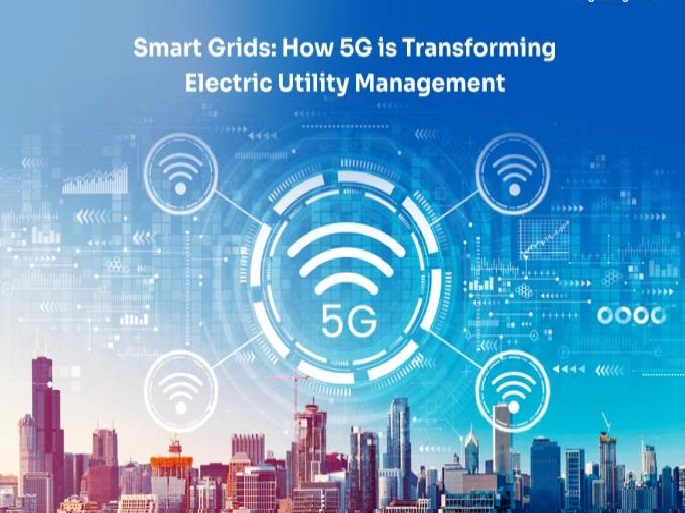 Smart Grids: How 5G is Transforming
Electric Utility Management
5G